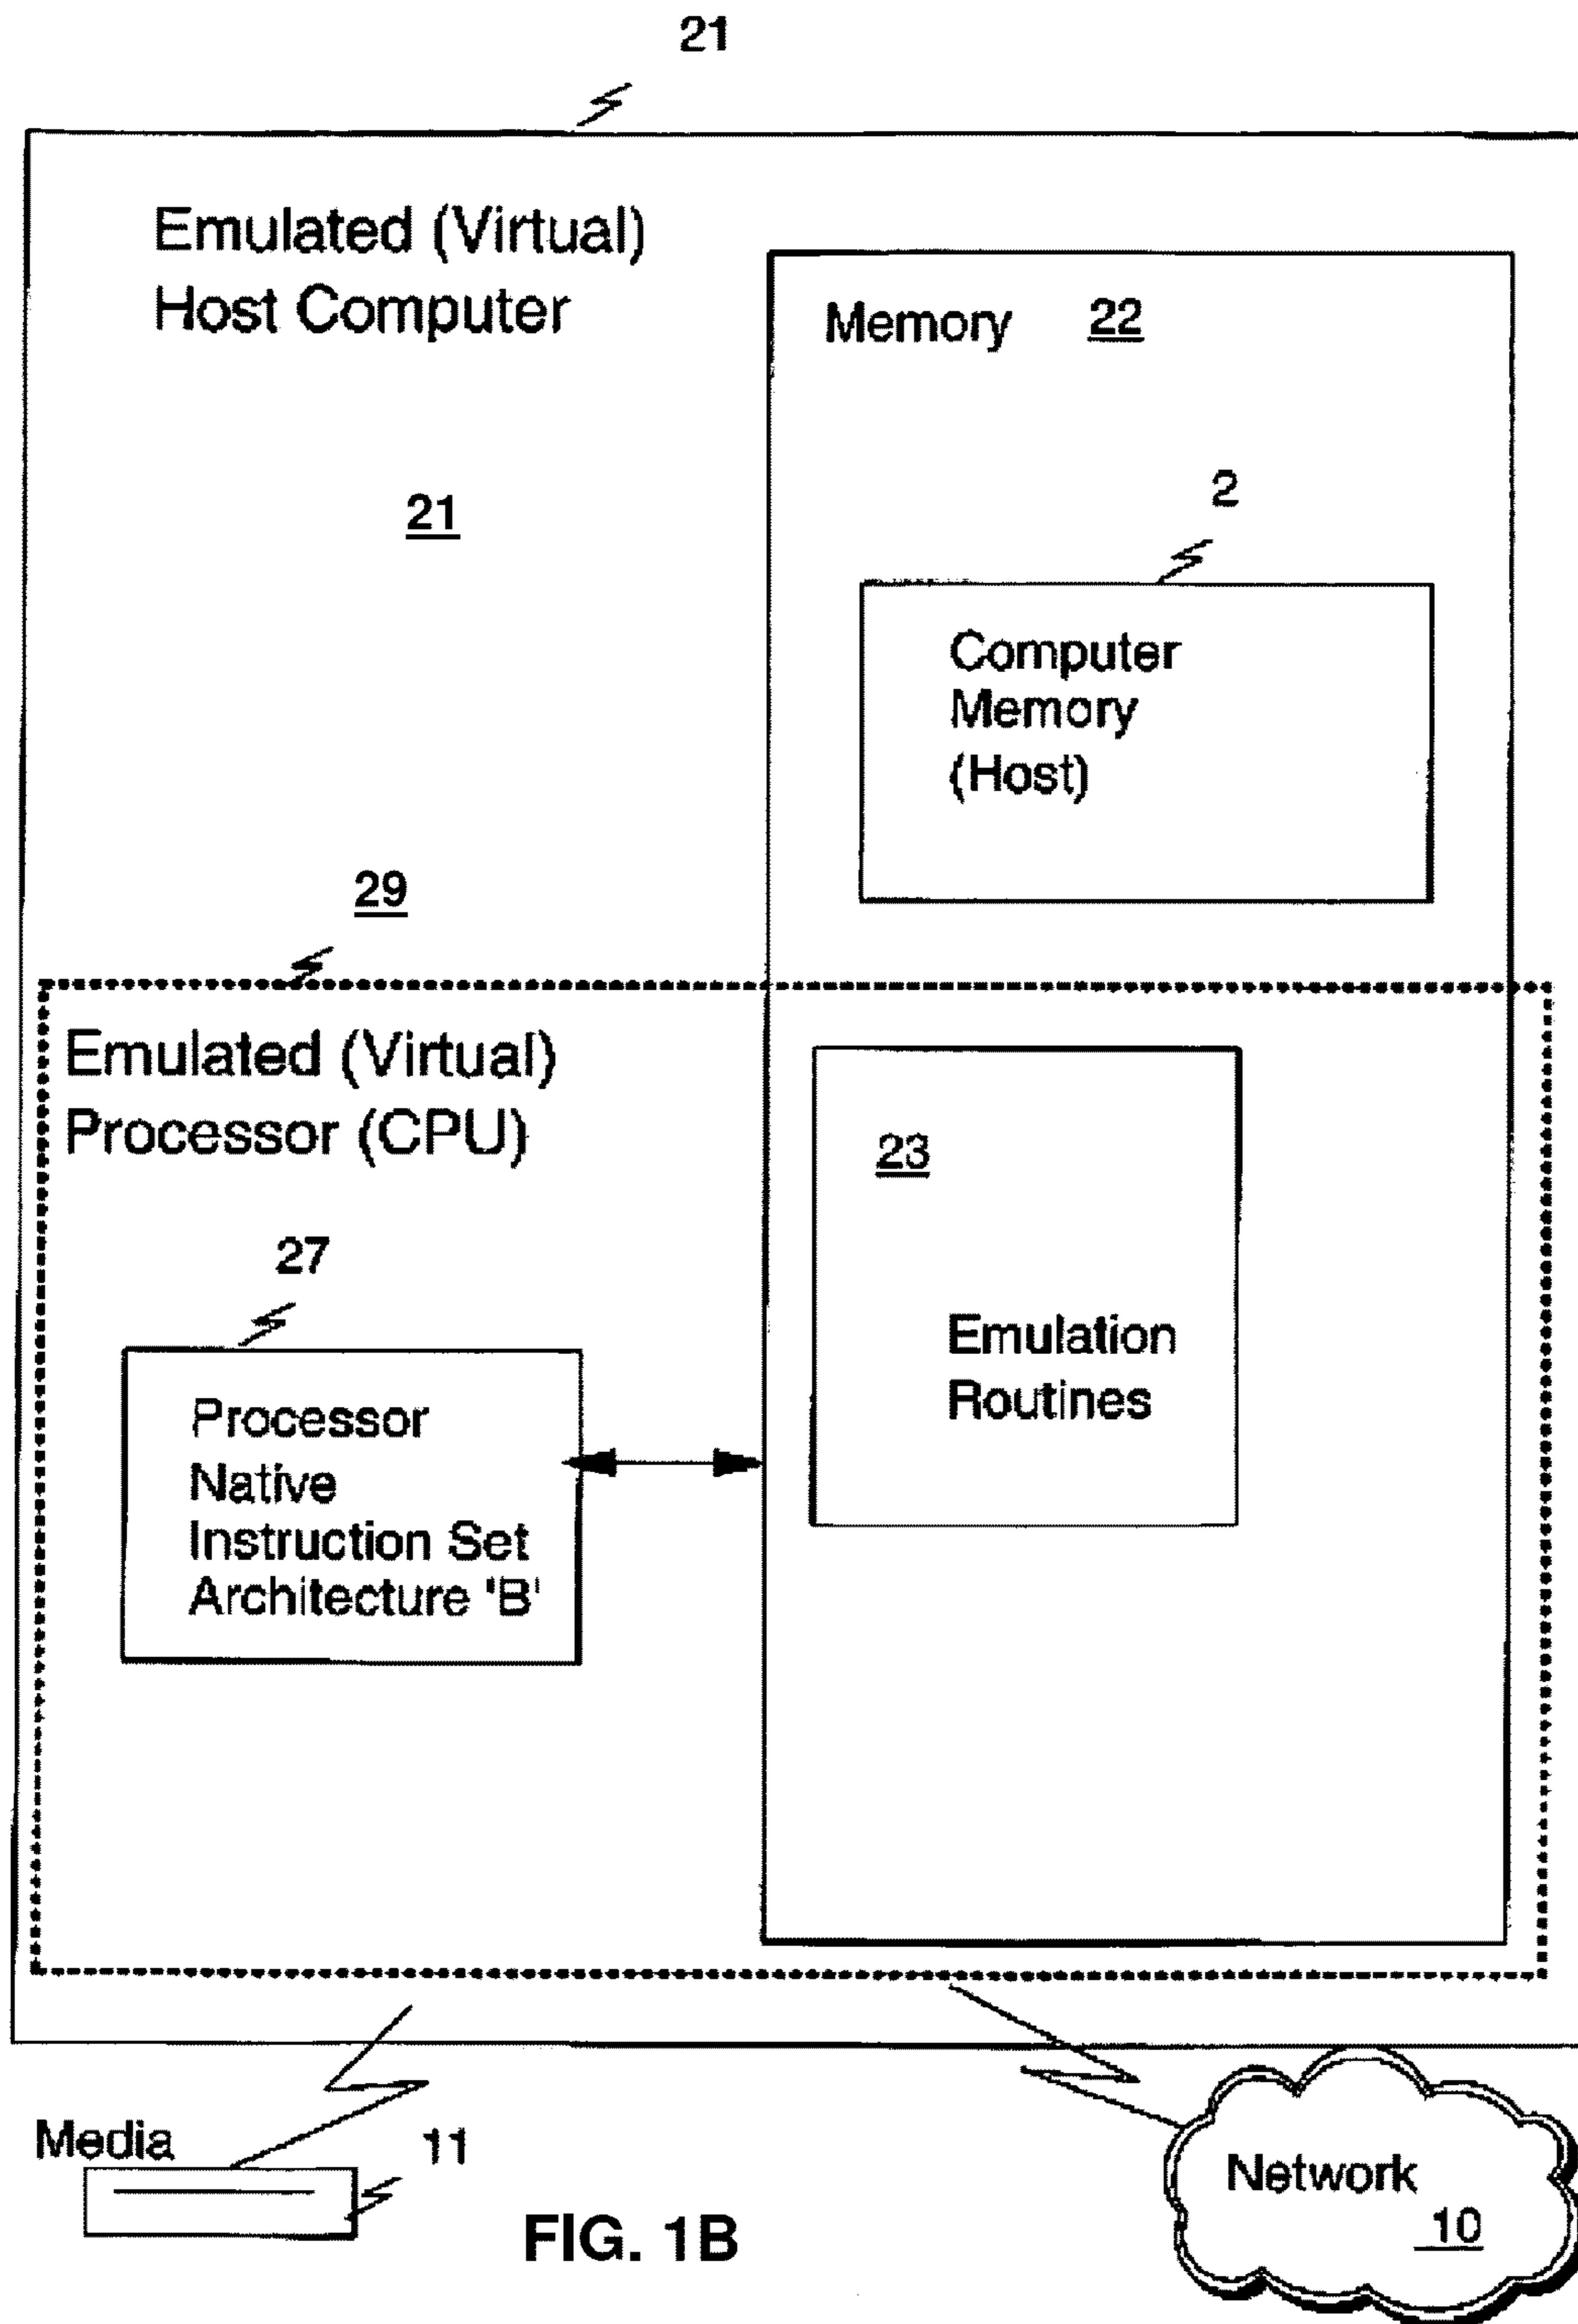 21
Emulated (Virtual)
Host Computer
21
Memory 22
2
Computer
Memory
(Host)
29
Emulated (Virtual)
Processor (CPU)
23
Emulation
Routines
27
Processor
Native
Instruction Set
Architecture 'B'
Media
11
Network
10
FIG. 1B